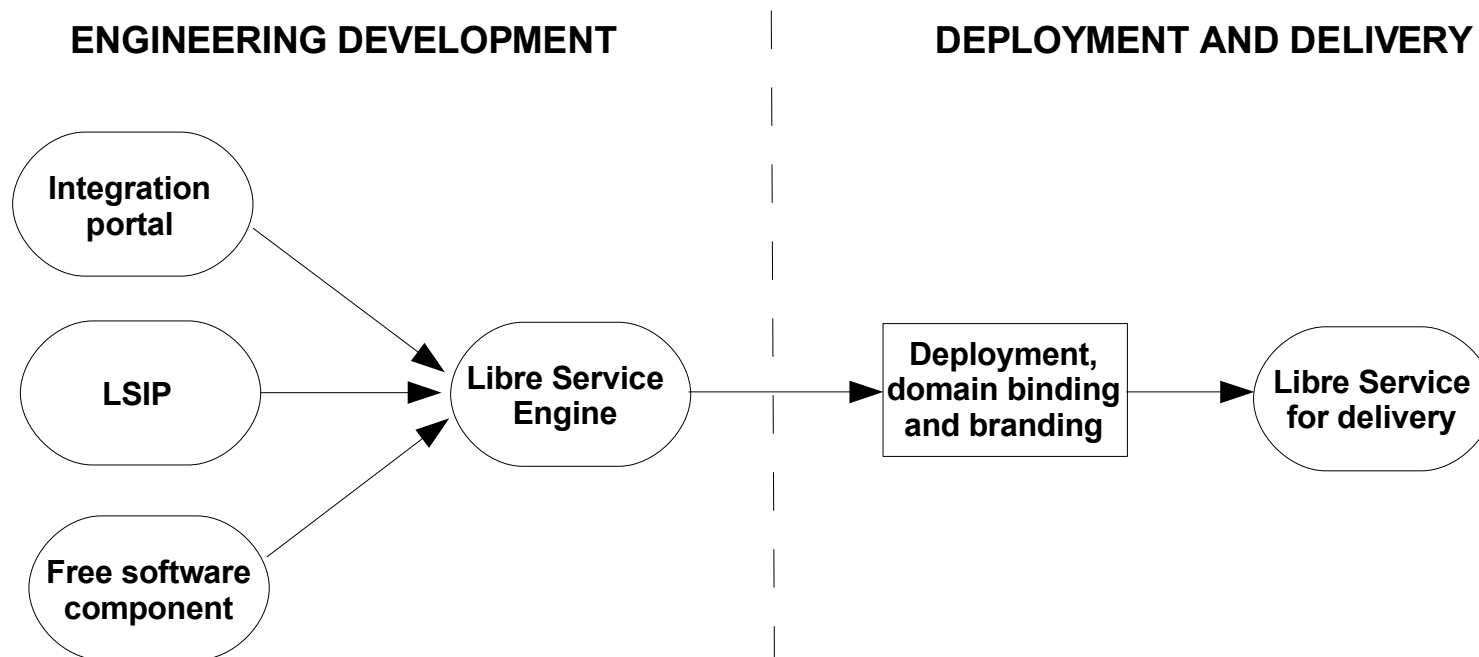 ENGINEERING DEVELOPMENT
DEPLOYMENT AND DELIVERY
Integration
portal
LSIP
Free software
component
Libre Service
Engine
Deployment,
domain binding
and branding
Libre Service
for delivery